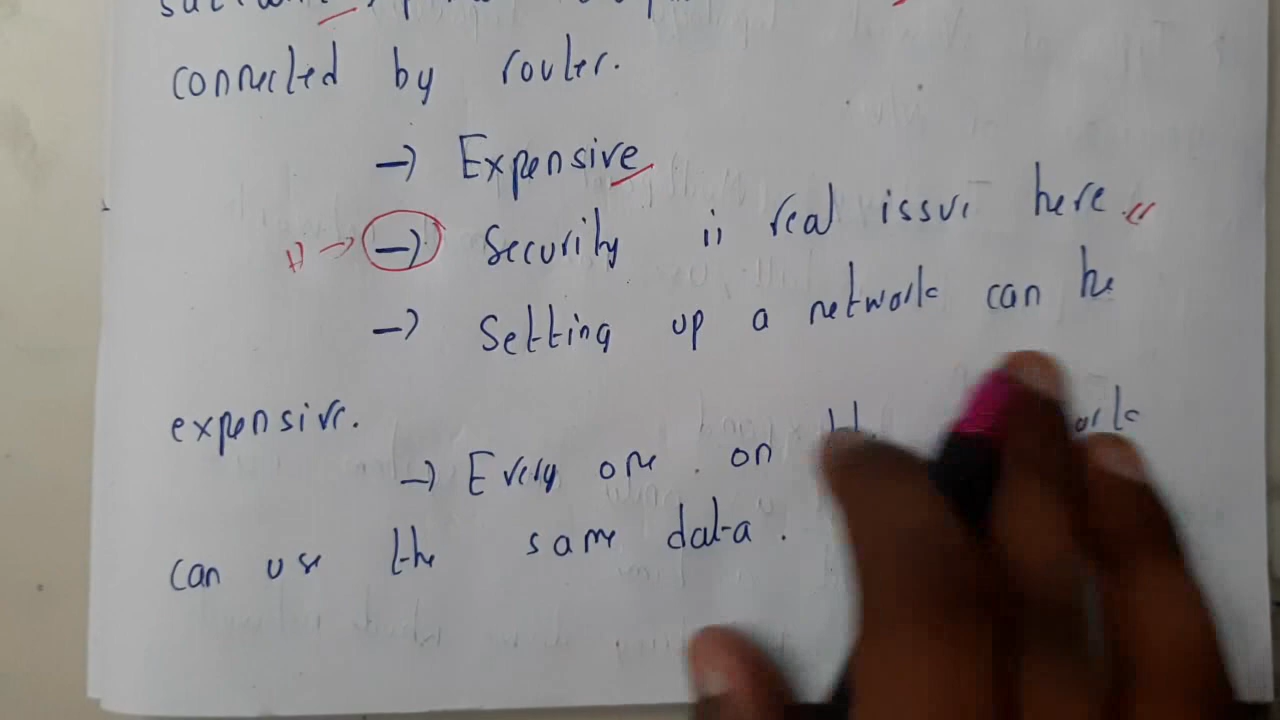 connected by router.
→ Expensive
→ Security is real issue here
→ Setting up a network can be
expensive.
→ Every one on the
can use the same data.